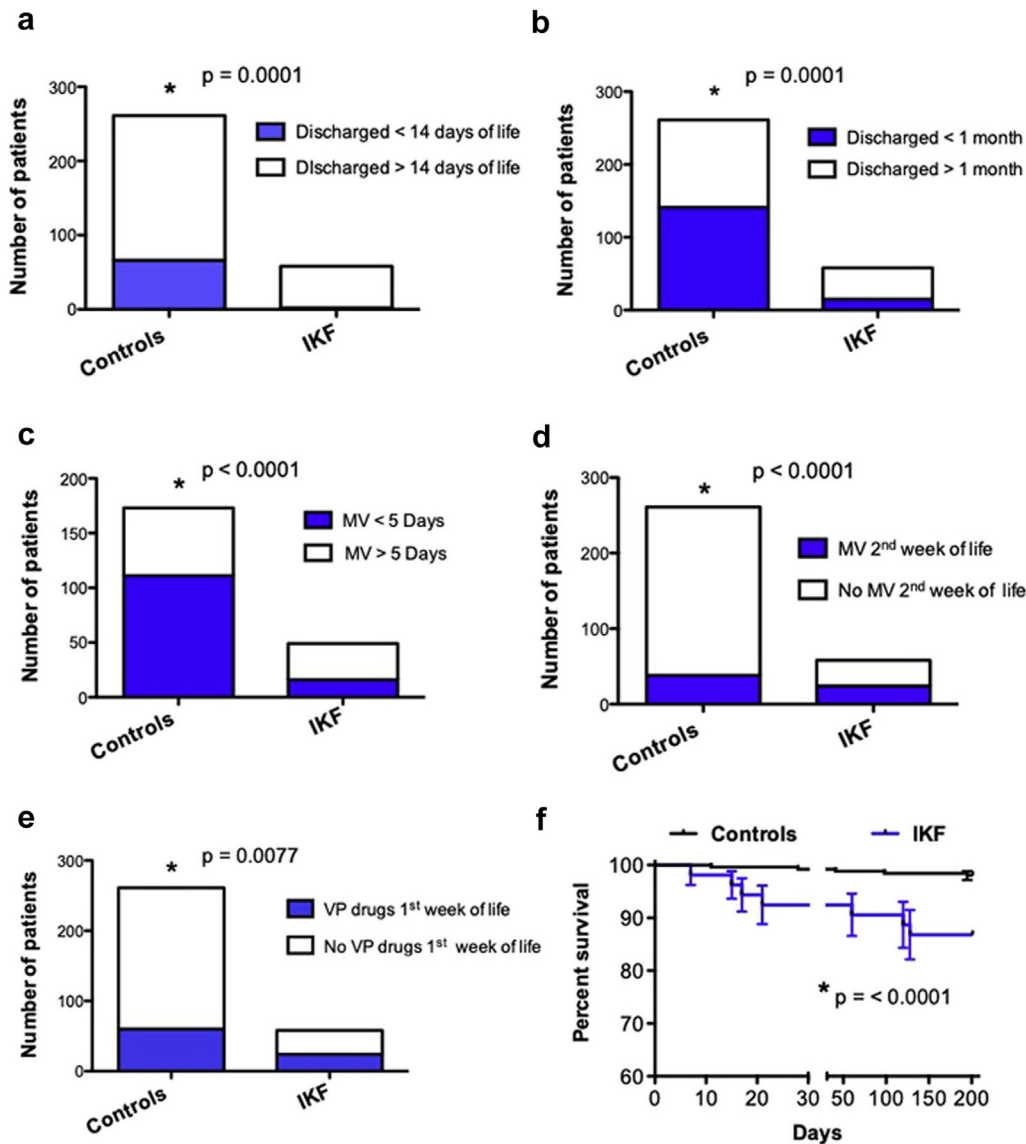 a
* p = 0.0001
Number of patients
300
200
100
0
Discharged < 14 days of life
DIscharged > 14 days of life
Controls
IKF
b
* p = 0.0001
Number of patients
300
200
100
0
Discharged < 1 month
Discharged > 1 month
Controls
IKF
c
* p < 0.0001
Number of patients
200
150
100
50
0
MV < 5 Days
MV > 5 Days
Controls
IKF
d
* p < 0.0001
Number of patients
300
200
100
0
MV 2nd week of life
No MV 2nd week of life
Controls
IKF
e
* p = 0.0077
Number of patients
300
200
100
0
VP drugs 1st week of life
No VP drugs 1st week of life
Controls
IKF
f
Controls IKF
Percent survival
100
90
80
70
60
* p = < 0.0001
0 10 20 30 50 100 150 200
Days